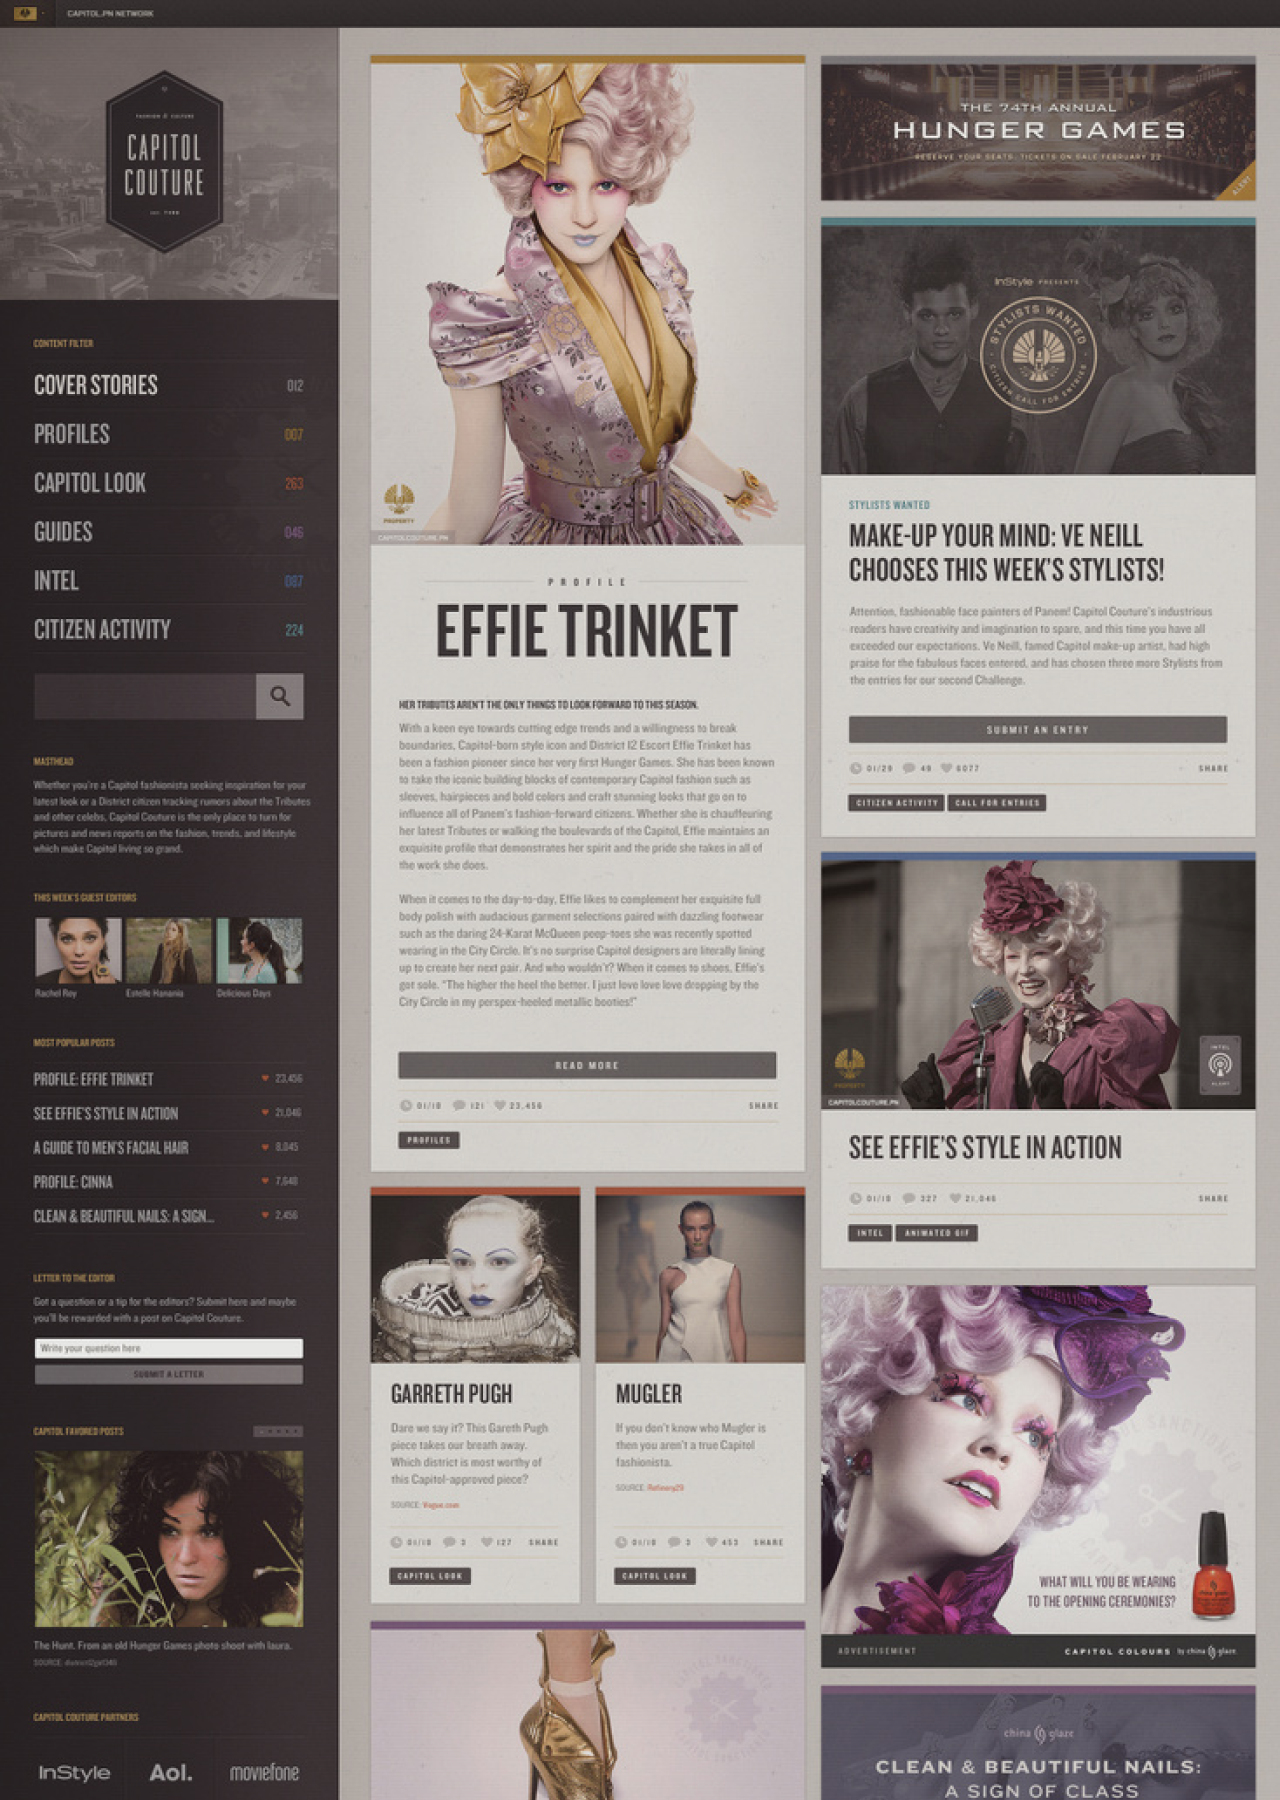 CAPITOL.PN NETWORK
FASHION & CULTURE
CAPITOL
COUTURE
CONTENT FILTER
COVER STORIES 012
PROFILES 007
CAPITOL LOOK 263
GUIDES 046
INTEL 087
CITIZEN ACTIVITY 224
MASTHEAD
Whether you're a Capitol fashionista seeking inspiration for your
latest look or a District citizen tracking rumors about the Tributes
and other celebs, Capitol Couture is the only place to turn for
pictures and news reports on the fashion, trends, and lifestyle
which make Capitol living so grand.
THIS WEEK'S GUEST EDITORS
Rachel Roy Estelle Hanania Delicious Days
MOST POPULAR POSTS
PROFILE: EFFIE TRINKET 23,456
SEE EFFIE'S STYLE IN ACTION 21,046
A GUIDE TO MEN'S FACIAL HAIR 8,045
PROFILE: CINNA 7,648
CLEAN & BEAUTIFUL NAILS: A SIGN... 2,456
LETTER TO THE EDITOR
Got a question or a tip for the editors? Submit here and maybe
you'll be rewarded with a post on Capitol Couture.
Write your question here
SUBMIT A LETTER
CAPITOL FAVORED POSTS
The Hunt. From an old Hunger Games photo shoot with laura.
SOURCE:
CAPITOL COUTURE PARTNERS
InStyle Aol. moviefone
PROPERTY
CAPITOLCOUTURE.PN
PROFILE
EFFIE TRINKET
HER TRIBUTES AREN'T THE ONLY THINGS TO LOOK FORWARD TO THIS SEASON.
With a keen eye towards cutting edge trends and a willingness to break
boundaries, Capitol-born style icon and District 12 Escort Effie Trinket has
been a fashion pioneer since her very first Hunger Games. She has been known
to take the iconic building blocks of contemporary Capitol fashion such as
sleeves, hairpieces and bold colors and craft stunning looks that go on to
influence all of Panem's fashion-forward citizens. Whether she is chauffeuring
her latest Tributes or walking the boulevards of the Capitol, Effie maintains an
exquisite profile that demonstrates her spirit and the pride she takes in all of
the work she does.
When it comes to the day-to-day, Effie likes to complement her exquisite full
body polish with audacious garment selections paired with dazzling footwear
such as the daring 24-Karat McQueen peep-toes she was recently spotted
wearing in the City Circle. It's no surprise Capitol designers are literally lining
up to create her next pair. And who wouldn't? When it comes to shoes, Effie's
got sole. "The higher the heel the better. I just love love love dropping by the
City Circle in my perspex-heeled metallic booties!"
READ MORE
01/10 121 23,456 SHARE
PROFILES
GARRETH PUGH
Dare we say it? This Gareth Pugh
piece takes our breath away.
Which district is most worthy of
this Capitol-approved piece?
SOURCE: Vogue.com
01/10 3 127 SHARE
CAPITOL LOOK
MUGLER
If you don't know who Mugler is
then you aren't a true Capitol
fashionista.
SOURCE: Refinery29
01/10 3 453 SHARE
CAPITOL LOOK
CAPITOL SANCTIONED
THE 74TH ANNUAL
HUNGER GAMES
RESERVE YOUR SEATS. TICKETS ON SALE FEBRUARY 22
ALERT
InStyle PRESENTS
STYLISTS WANTED
CITIZEN CALL FOR ENTRIES
STYLISTS WANTED
MAKE-UP YOUR MIND: VE NEILL
CHOOSES THIS WEEK'S STYLISTS!
Attention, fashionable face painters of Panem! Capitol Couture's industrious
readers have creativity and imagination to spare, and this time you have all
exceeded our expectations. Ve Neill, famed Capitol make-up artist, had high
praise for the fabulous faces entered, and has chosen three more Stylists from
the entries for our second Challenge.
SUBMIT AN ENTRY
01/29 49 6077 SHARE
CITIZEN ACTIVITY CALL FOR ENTRIES
PROPERTY
CAPITOLCOUTURE.PN
INTEL
ALERT
SEE EFFIE'S STYLE IN ACTION
01/10 327 21,046 SHARE
INTEL ANIMATED GIF
WHAT WILL YOU BE WEARING
TO THE OPENING CEREMONIES?
ADVERTISEMENT CAPITOL COLOURS by china glaze
china glaze
CLEAN & BEAUTIFUL NAILS:
A SIGN OF CLASS